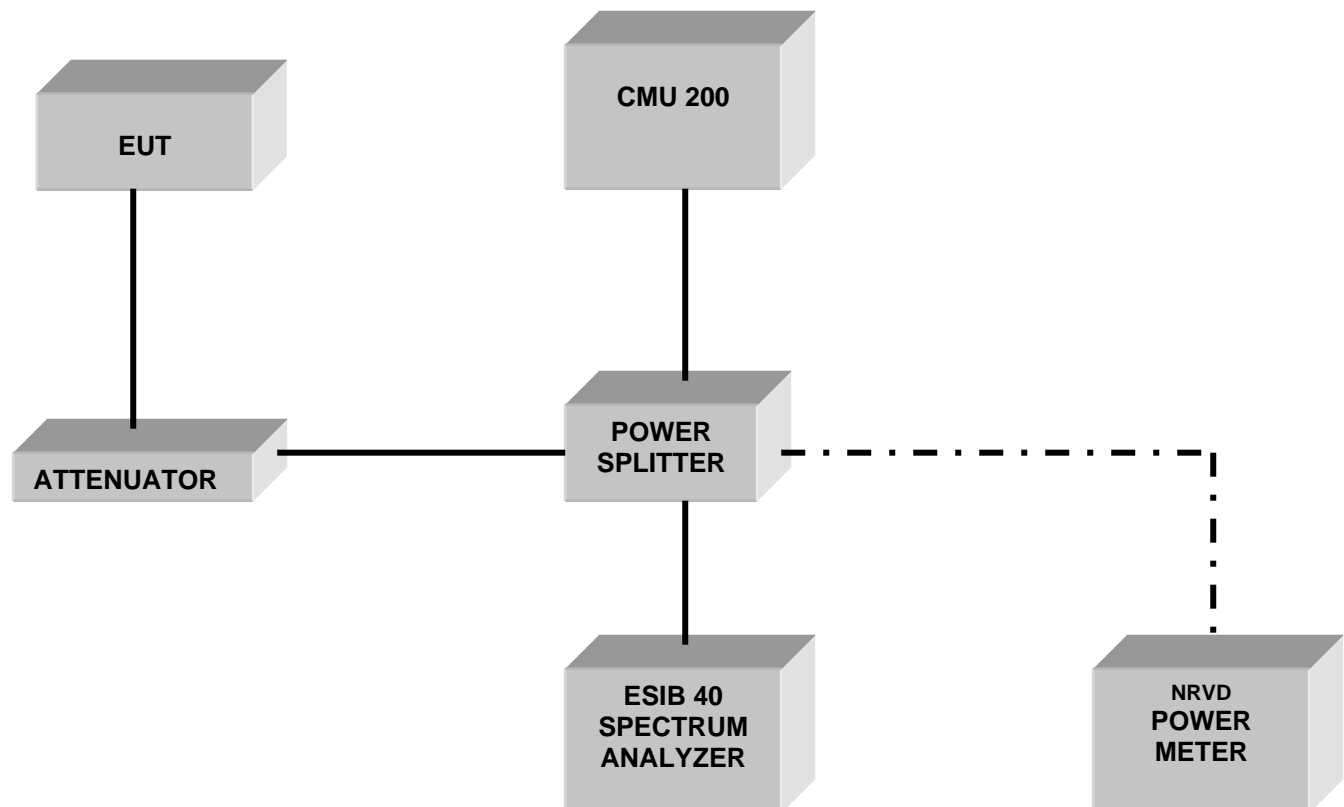 CMU 200
EUT
POWER
SPLITTER
ATTENUATOR
ESIB 40
SPECTRUM
ANALYZER
NRVD
POWER
METER